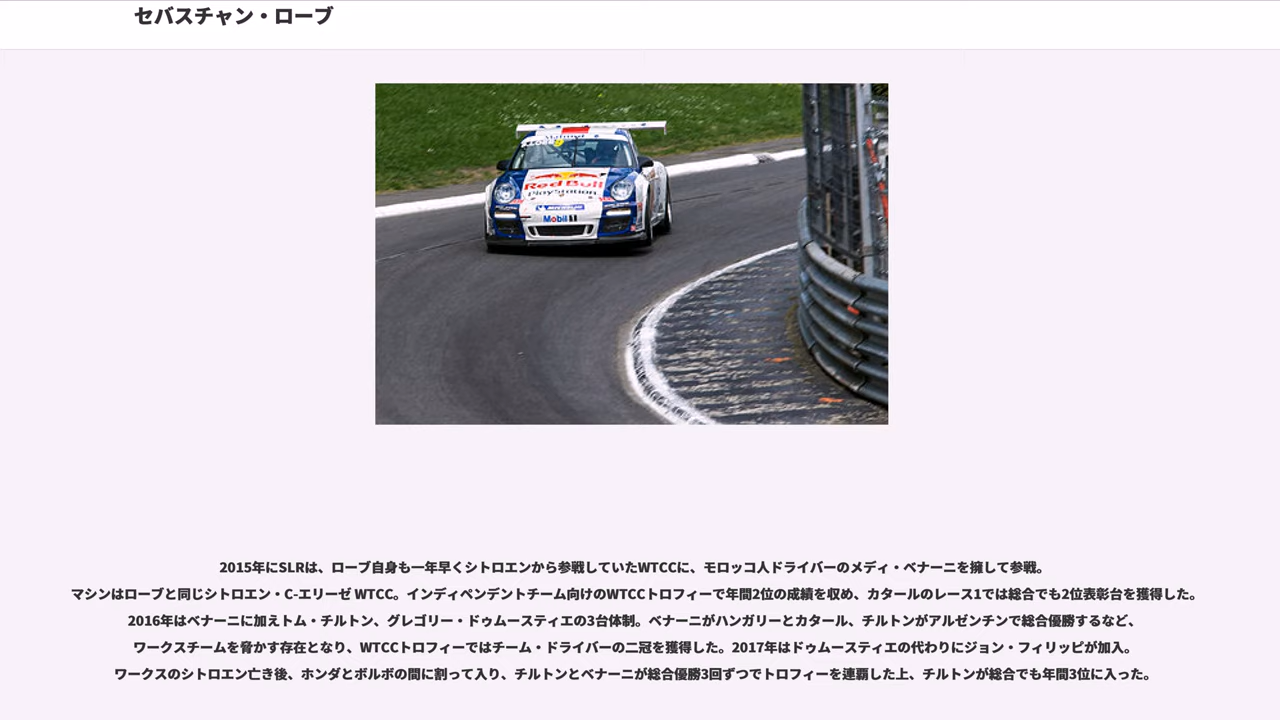 セバスチャン・ローブ
Red Bull
PlayStation
Mobil 1
2015年にSLRは、ローブ自身も一年早くシトロエンから参戦していたWTCCに、モロッコ人ドライバーのメディ・ベナーニを擁して参戦。
マシンはローブと同じシトロエン・C-エリーゼ WTCC。インディペンデントチーム向けのWTCCトロフィーで年間2位の成績を収め、カタールのレース1では総合でも2位表彰台を獲得した。
2016年はベナーニに加えトム・チルトン、グレゴリー・ドゥムースティエの3台体制。ベナーニがハンガリーとカタール、チルトンがアルゼンチンで総合優勝するなど、
ワークスチームを脅かす存在となり、WTCCトロフィーではチーム・ドライバーの二冠を獲得した。2017年はドゥムースティエの代わりにジョン・フィリッピが加入。
ワークスのシトロエン亡き後、ホンダとボルボの間に割って入り、チルトンとベナーニが総合優勝3回ずつでトロフィーを連覇した上、チルトンが総合でも年間3位に入った。